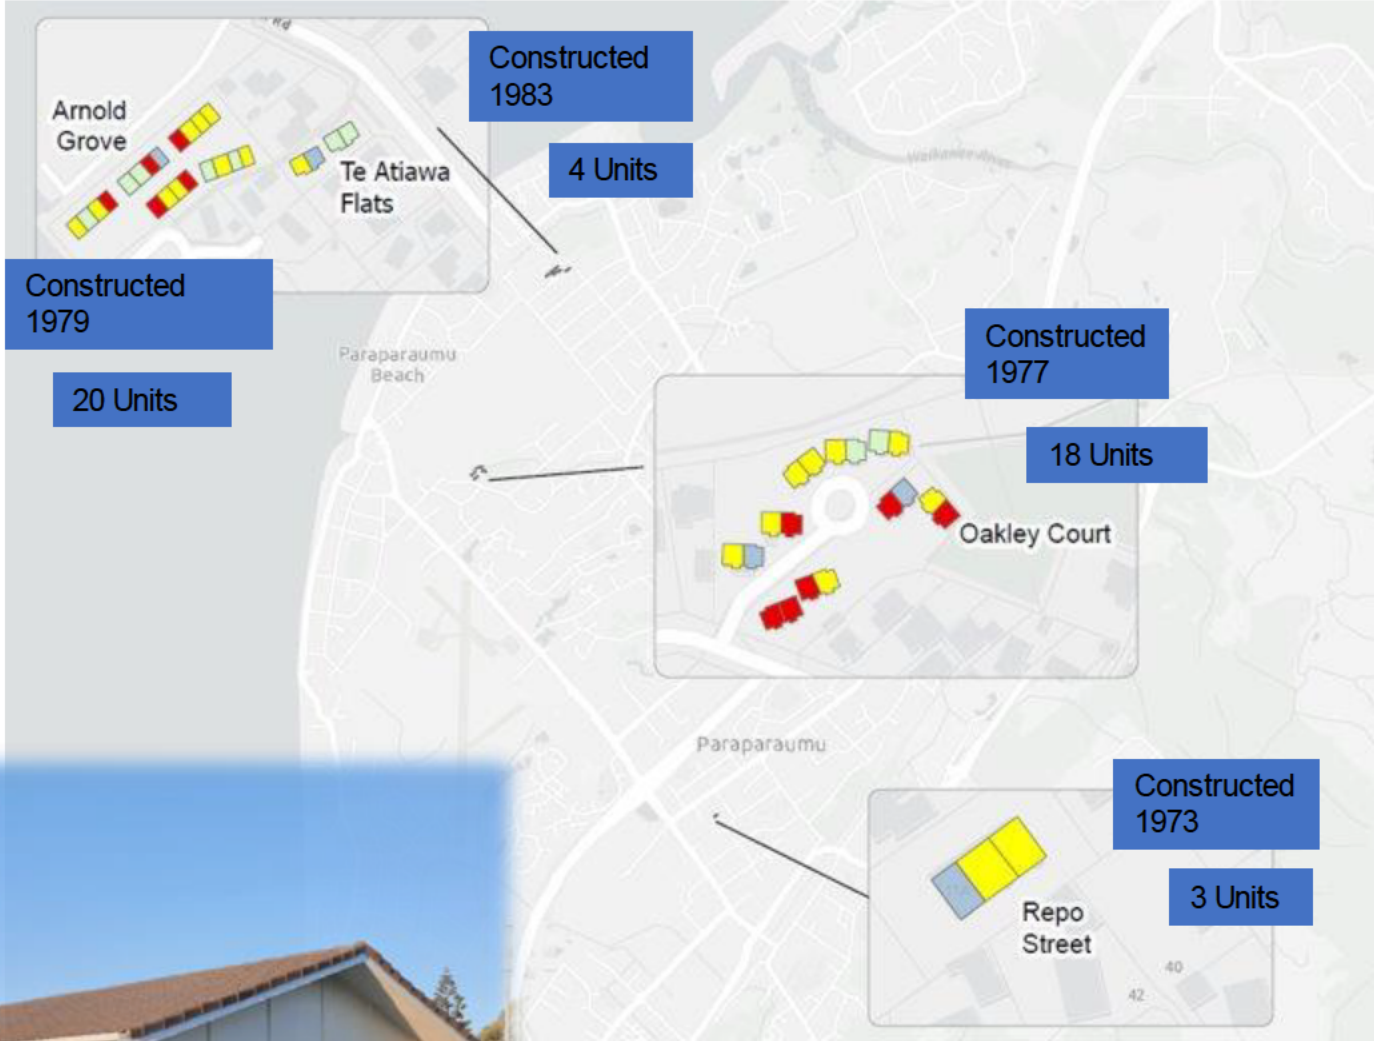 Rd
Constructed
1983
4 Units
Arnold
Grove
Te Atiawa
Flats
Constructed
1979
20 Units
Paraparaumu
Beach
Constructed
1977
18 Units
Oakley Court
Paraparaumu
Constructed
1973
3 Units
Repo
Street
40
42